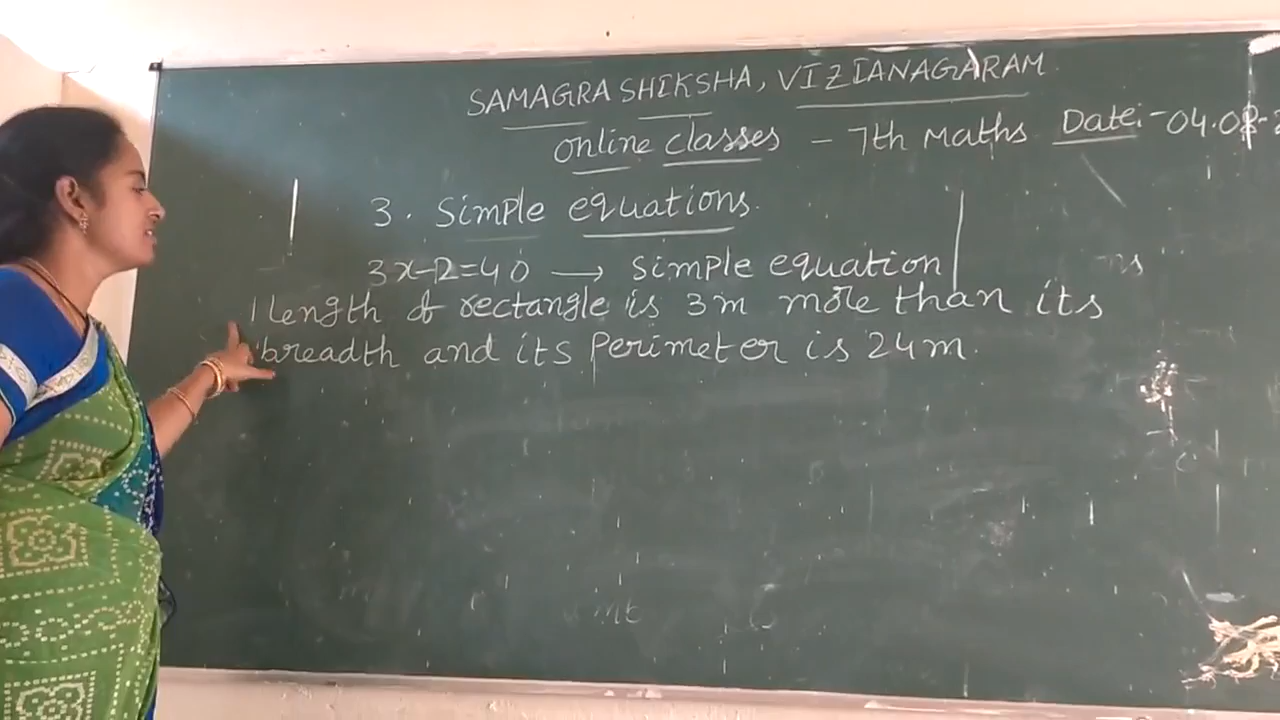 SAMAGRA SHIKSHA, VIZIANAGARAM
online classes - 7th Maths Date:- 04.08-
3. Simple equations.
3x-12=40 → simple equation
1 Length of rectangle is 3m more than its
breadth and its Perimeter is 24m.